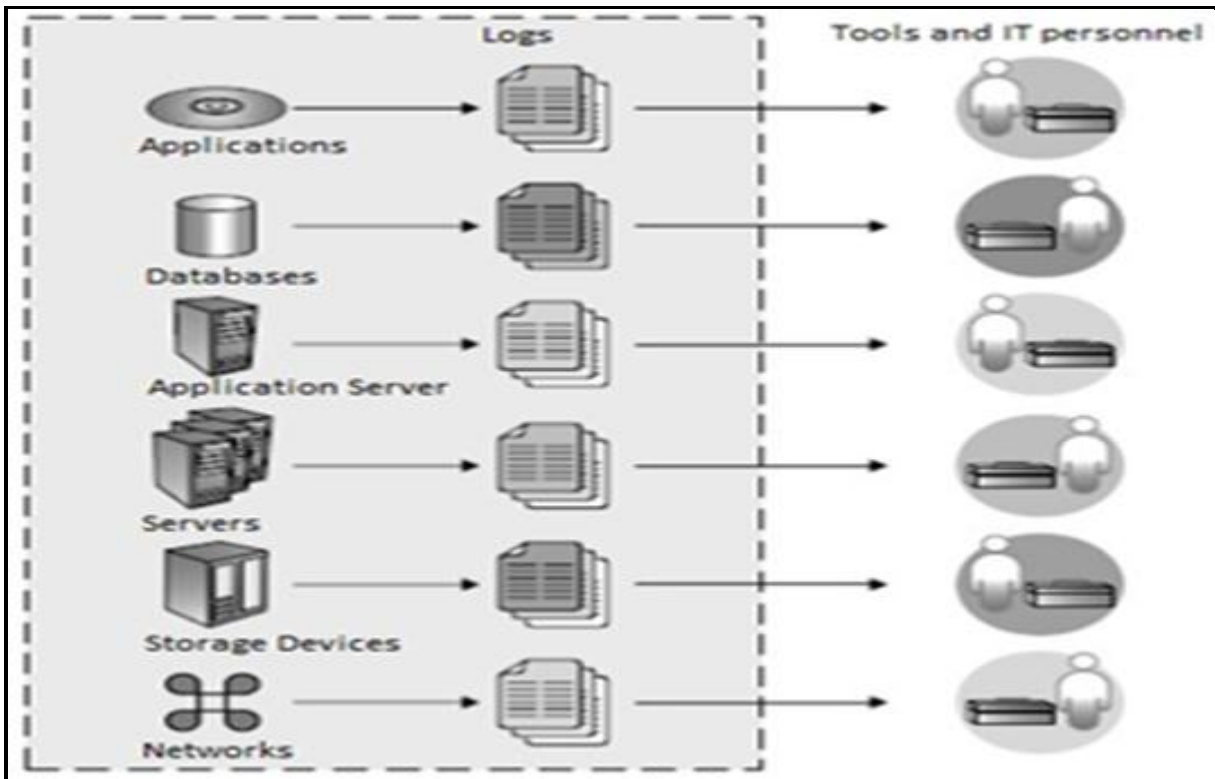 Logs
Tools and IT personnel
Applications
Databases
Application Server
Servers
Storage Devices
Networks